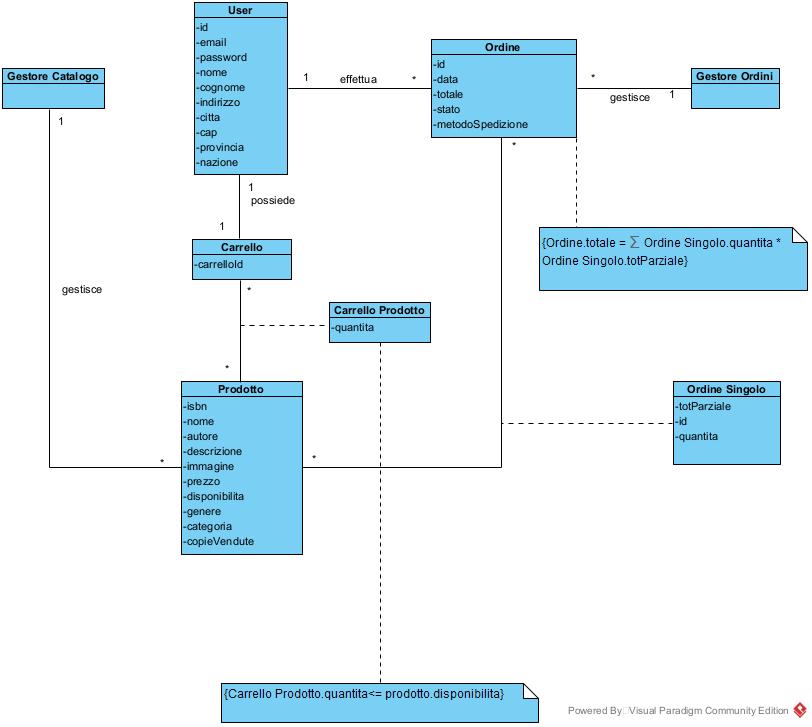 User
-id
-email
-password
-nome
-cognome
-indirizzo
-citta
-cap
-provincia
-nazione
Gestore Catalogo
1
gestisce
*
1
effettua
*
Ordine
-id
-data
-totale
-stato
-metodoSpedizione
*
gestisce
1
Gestore Ordini
1
possiede
1
Carrello
-carrelloId
*
*
Carrello Prodotto
-quantita
*
{Ordine.totale = ∑ Ordine Singolo.quantita *
Ordine Singolo.totParziale}
Prodotto
-isbn
-nome
-autore
-descrizione
-immagine
-prezzo
-disponibilita
-genere
-categoria
-copieVendute
*
Ordine Singolo
-totParziale
-id
-quantita
{Carrello Prodotto.quantita<= prodotto.disponibilita}
Powered By Visual Paradigm Community Edition